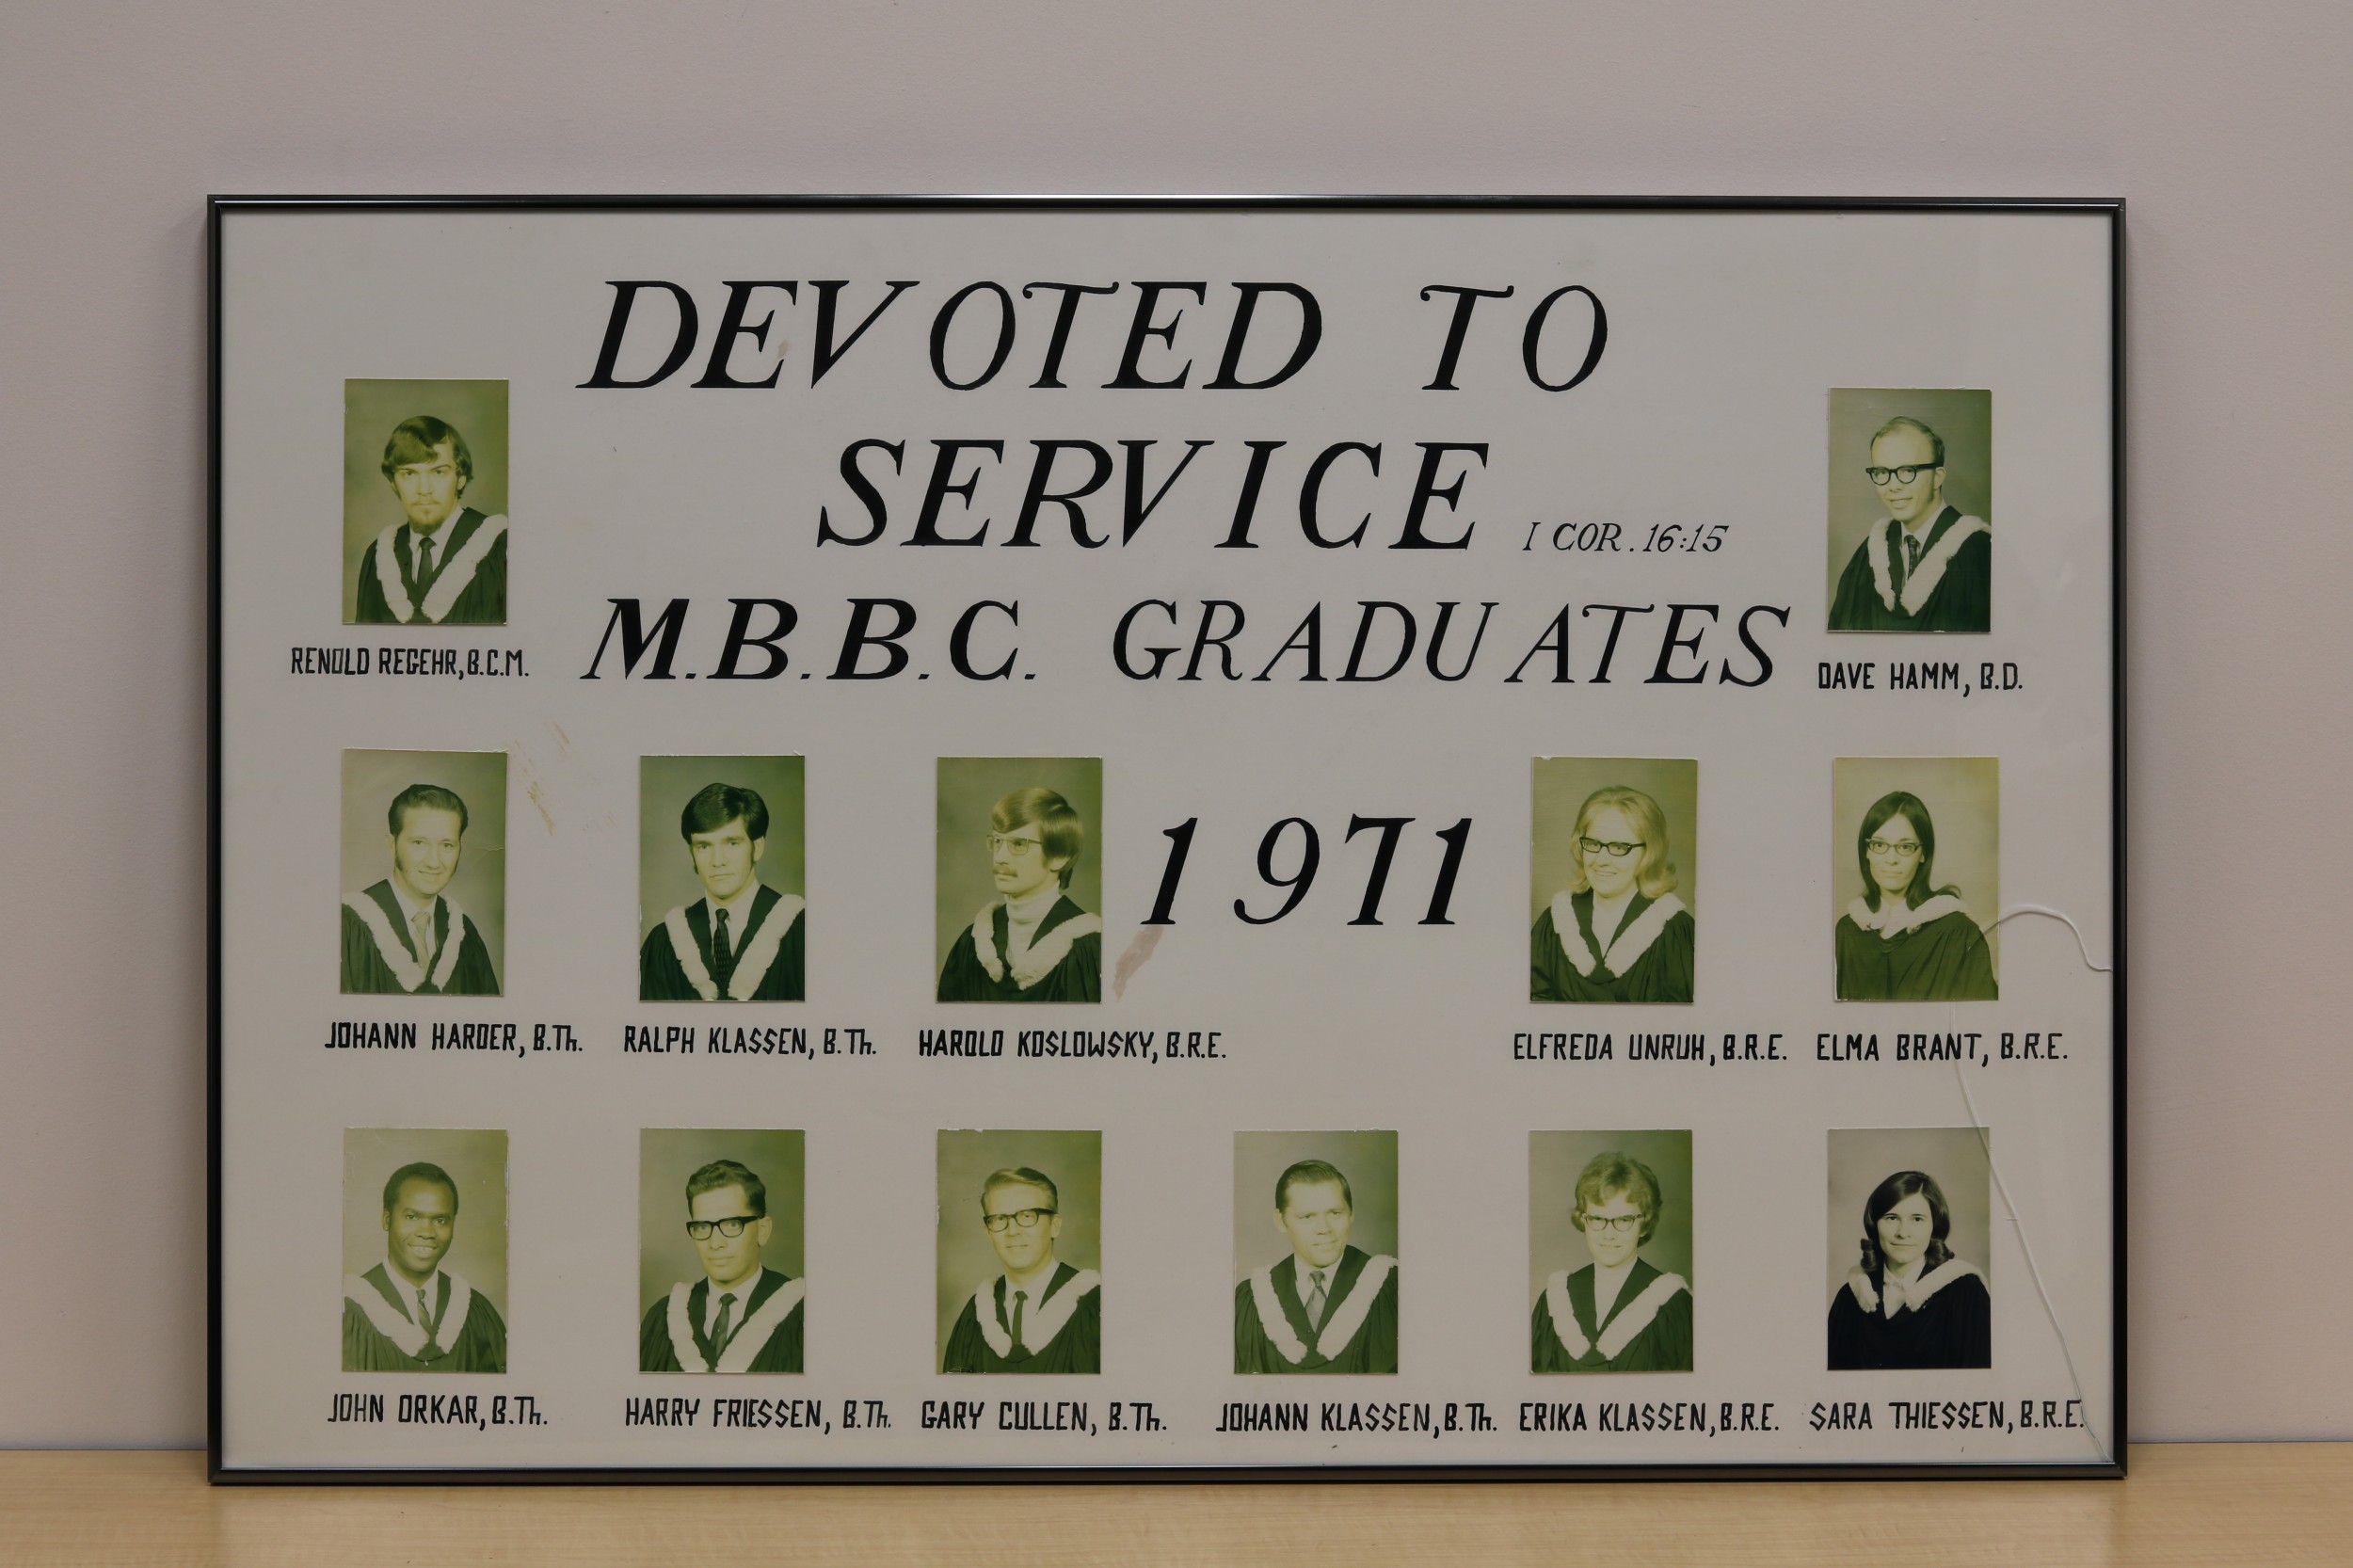 DEVOTED TO
SERVICE I COR. 16:15
M.B.B.C. GRADUATES
RENOLD REGEHR, B.C.M.
DAVE HAMM, B.D.
1971
JOHANN HARDER, B.Th.
RALPH KLASSEN, B.Th.
HAROLD KOSLOWSKY, B.R.E.
ELFREDA UNRUH, B.R.E.
ELMA BRANT, B.R.E.
JOHN ORKAR, B.Th.
HARRY FRIESSEN, B.Th.
GARY CULLEN, B.Th.
JOHANN KLASSEN, B.Th.
ERIKA KLASSEN, B.R.E.
SARA THIESSEN, B.R.E.